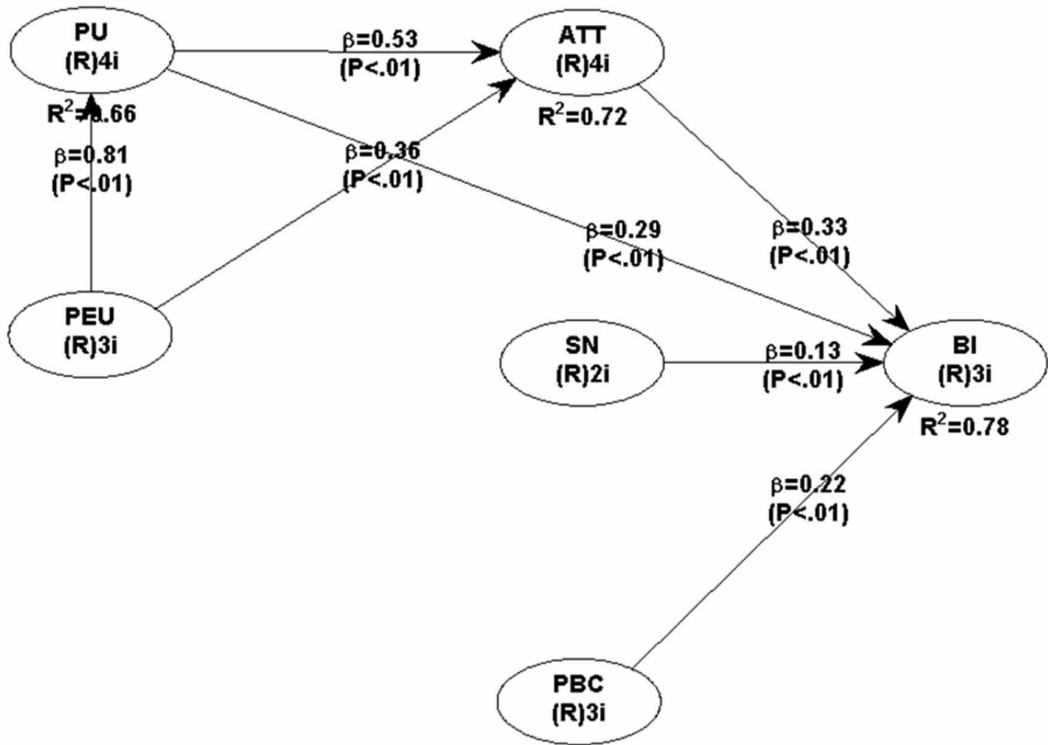 PU
(R)4i
R²=0.66
β=0.53
(P<.01)
ATT
(R)4i
R²=0.72
β=0.81
(P<.01)
β=0.36
(P<.01)
β=0.29
(P<.01)
β=0.33
(P<.01)
PEU
(R)3i
SN
(R)2i
β=0.13
(P<.01)
BI
(R)3i
R²=0.78
β=0.22
(P<.01)
PBC
(R)3i